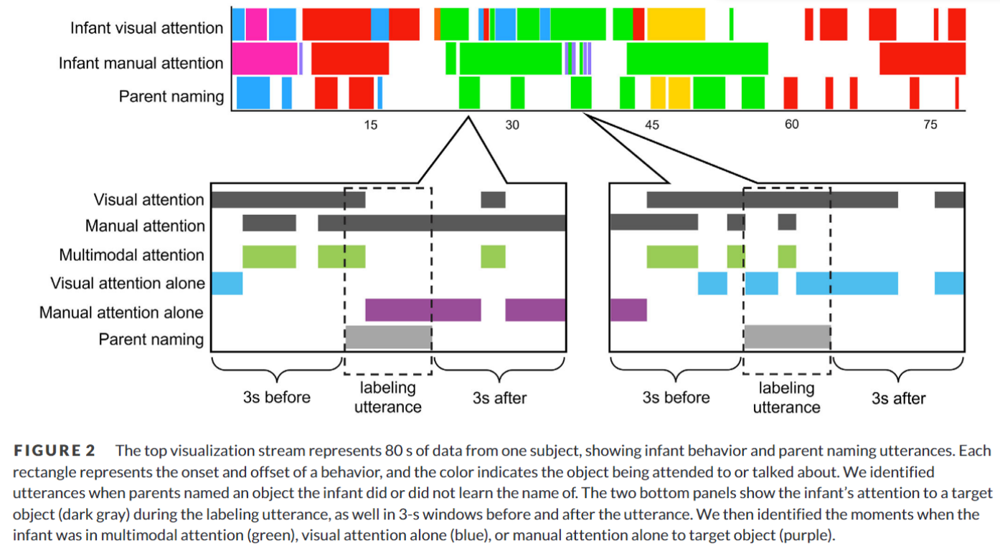 Infant visual attention
Infant manual attention
Parent naming
15 30 45 60 75
Visual attention
Manual attention
Multimodal attention
Visual attention alone
Manual attention alone
Parent naming
3s before labeling utterance 3s after 3s before labeling utterance 3s after
FIGURE 2 The top visualization stream represents 80 s of data from one subject, showing infant behavior and parent naming utterances. Each
rectangle represents the onset and offset of a behavior, and the color indicates the object being attended to or talked about. We identified
utterances when parents named an object the infant did or did not learn the name of. The two bottom panels show the infant’s attention to a target
object (dark gray) during the labeling utterance, as well in 3-s windows before and after the utterance. We then identified the moments when the
infant was in multimodal attention (green), visual attention alone (blue), or manual attention alone to target object (purple).